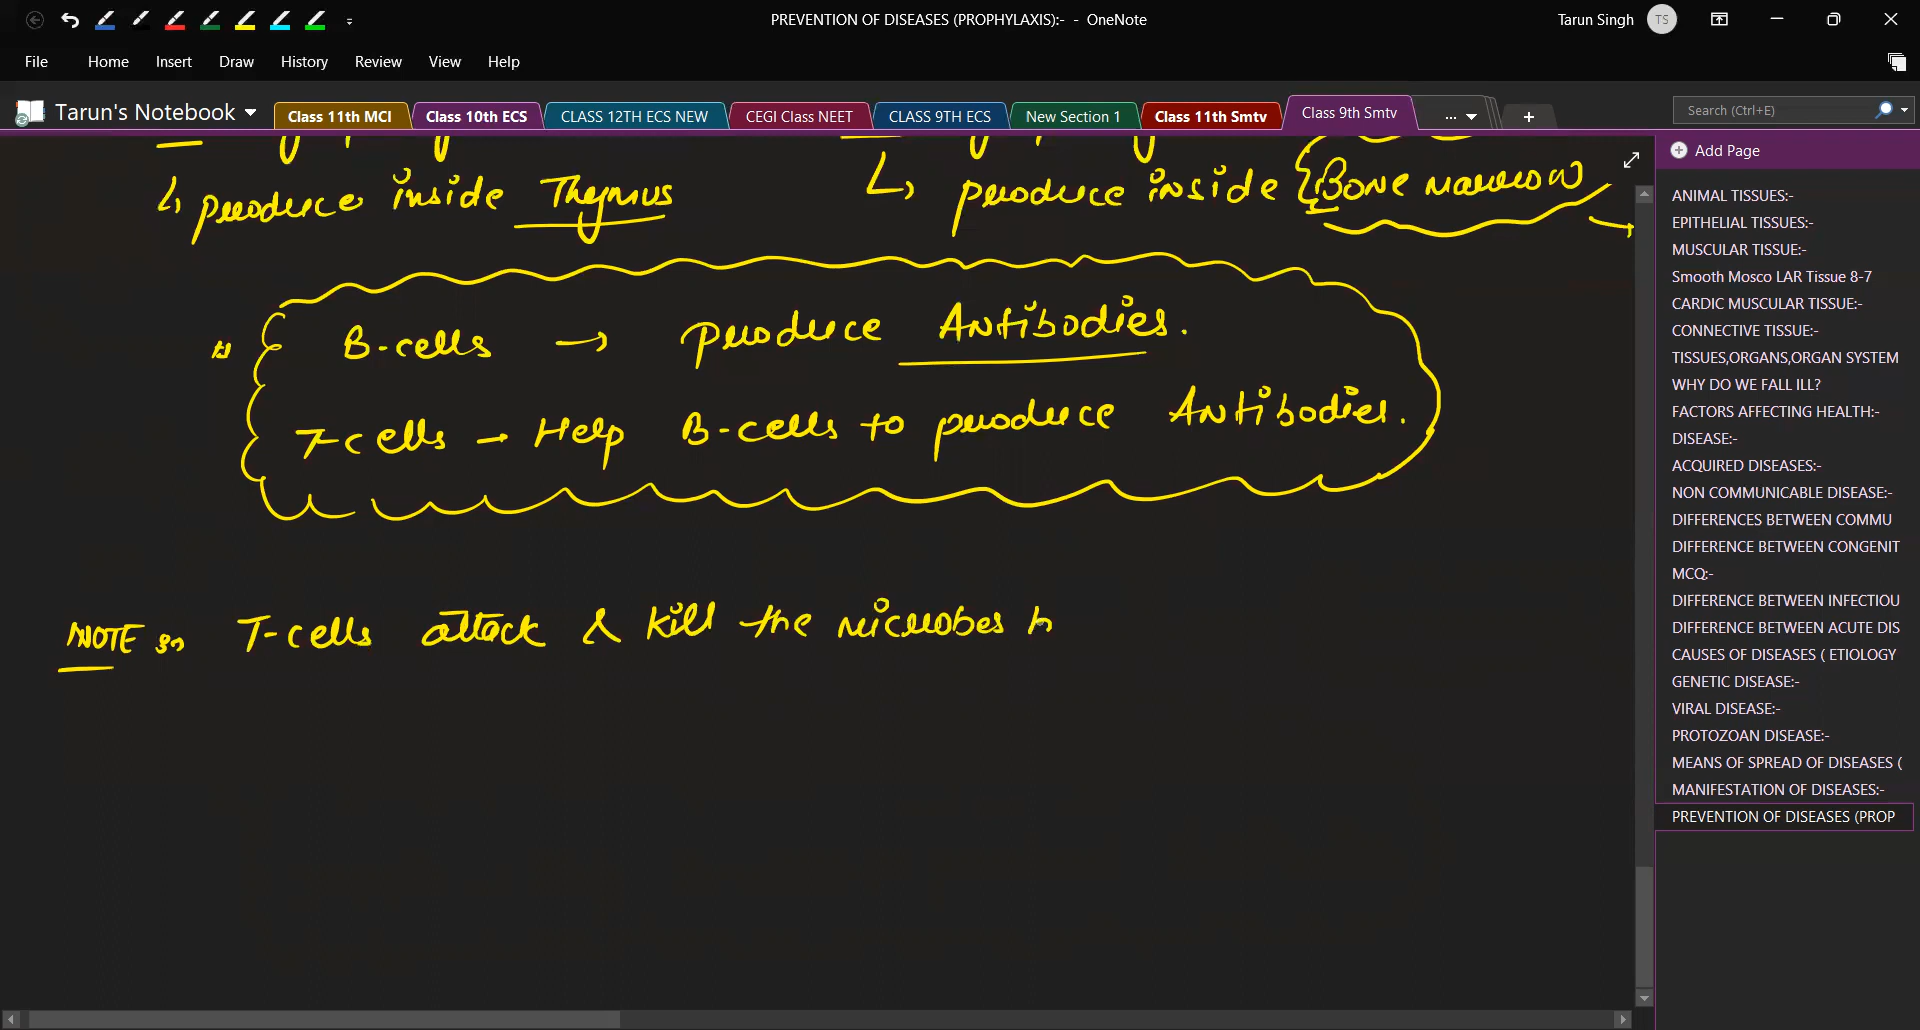 PREVENTION OF DISEASES (PROPHYLAXIS):- - OneNote
Tarun Singh TS
File Home Insert Draw History Review View Help
Tarun's Notebook
Class 11th MCI
Class 10th ECS
CLASS 12TH ECS NEW
CEGI Class NEET
CLASS 9TH ECS
New Section 1
Class 11th Smtv
Class 9th Smtv
...
+
Search (Ctrl+E)
Add Page
ANIMAL TISSUES:-
EPITHELIAL TISSUES:-
MUSCULAR TISSUE:-
Smooth Mosco LAR Tissue 8-7
CARDIC MUSCULAR TISSUE:-
CONNECTIVE TISSUE:-
TISSUES,ORGANS,ORGAN SYSTEM
WHY DO WE FALL ILL?
FACTORS AFFECTING HEALTH:-
DISEASE:-
ACQUIRED DISEASES:-
NON COMMUNICABLE DISEASE:-
DIFFERENCES BETWEEN COMMU
DIFFERENCE BETWEEN CONGENIT
MCQ:-
DIFFERENCE BETWEEN INFECTIOU
DIFFERENCE BETWEEN ACUTE DIS
CAUSES OF DISEASES ( ETIOLOGY
GENETIC DISEASE:-
VIRAL DISEASE:-
PROTOZOAN DISEASE:-
MEANS OF SPREAD OF DISEASES (
MANIFESTATION OF DISEASES:-
PREVENTION OF DISEASES (PROP
produce inside Thymus
produce inside {Bone marrow
B-cells → produce Antibodies.
T-cells → Help B-cells to produce Antibodies.
NOTE T-cells attack & kill the microbes